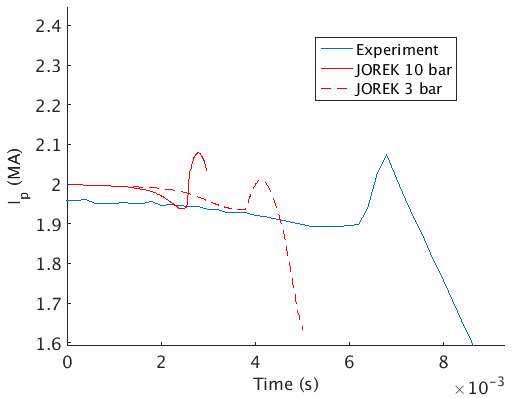 2.4
2.3
2.2
2.1
2
1.9
1.8
1.7
1.6
I_p (MA)
Experiment
JOREK 10 bar
JOREK 3 bar
0 2 4 6 8
Time (s)
×10^-3